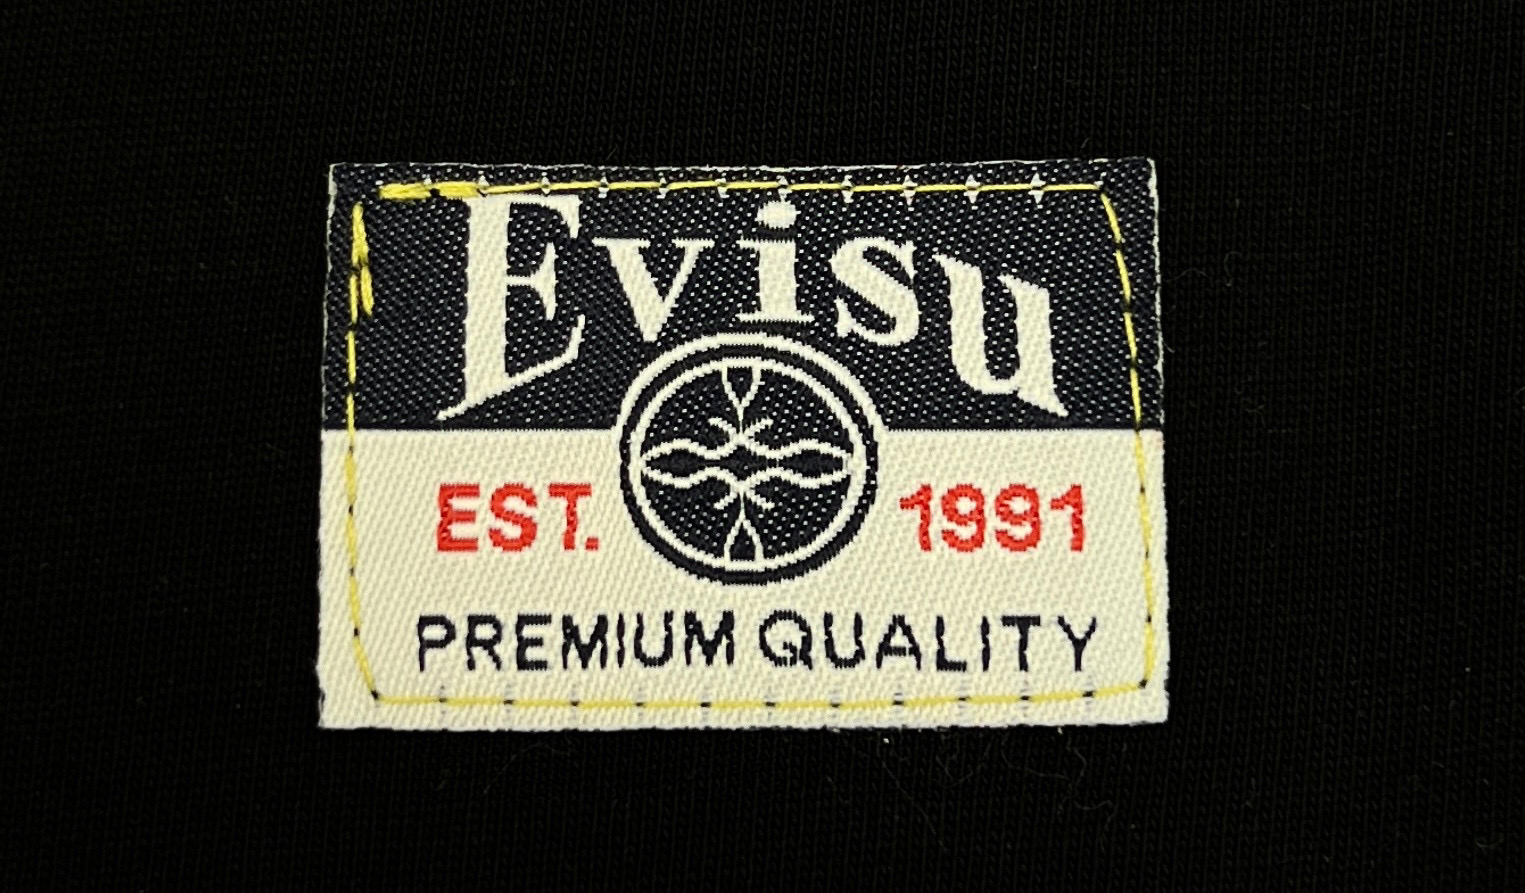 Evisu
EST. 1991
PREMIUM QUALITY